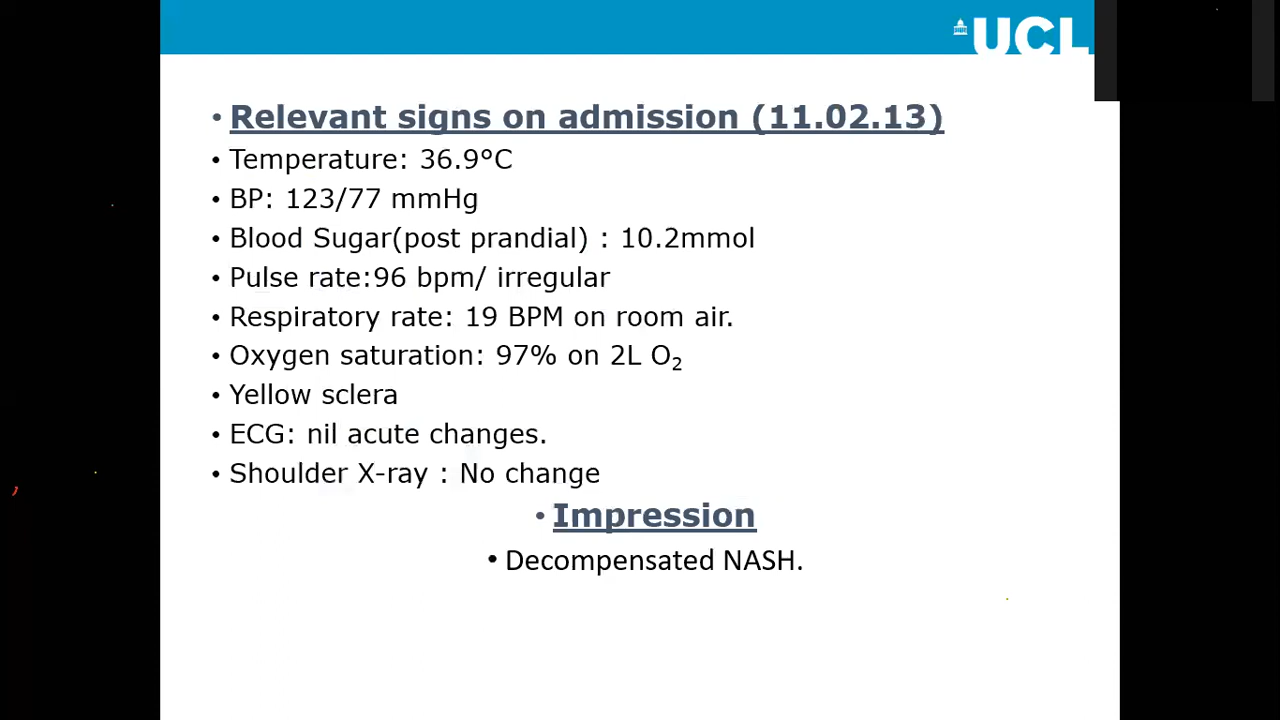 UCL
• Relevant signs on admission (11.02.13)
• Temperature: 36.9°C
• BP: 123/77 mmHg
• Blood Sugar(post prandial) : 10.2mmol
• Pulse rate:96 bpm/ irregular
• Respiratory rate: 19 BPM on room air.
• Oxygen saturation: 97% on 2L O₂
• Yellow sclera
• ECG: nil acute changes.
• Shoulder X-ray : No change
• Impression
• Decompensated NASH.